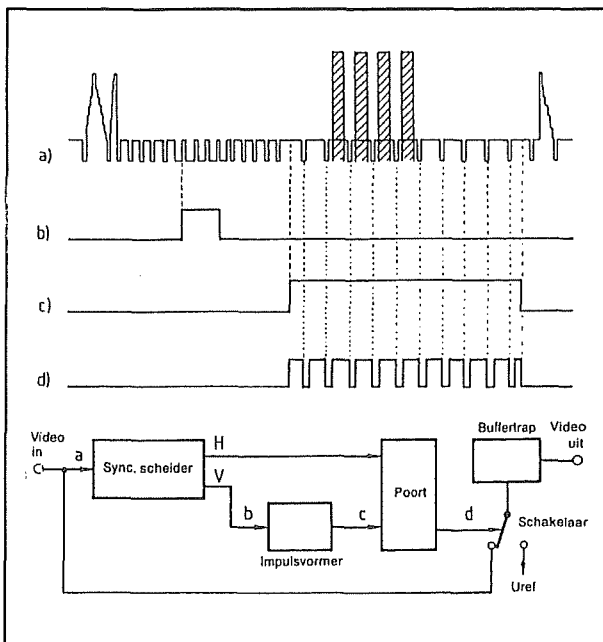 a)
b)
c)
d)
Video
in
a
Sync. scheider
H
V
b
Impulsvormer
c
Poort
d
Buffertrap
Video
uit
Schakelaar
Uref